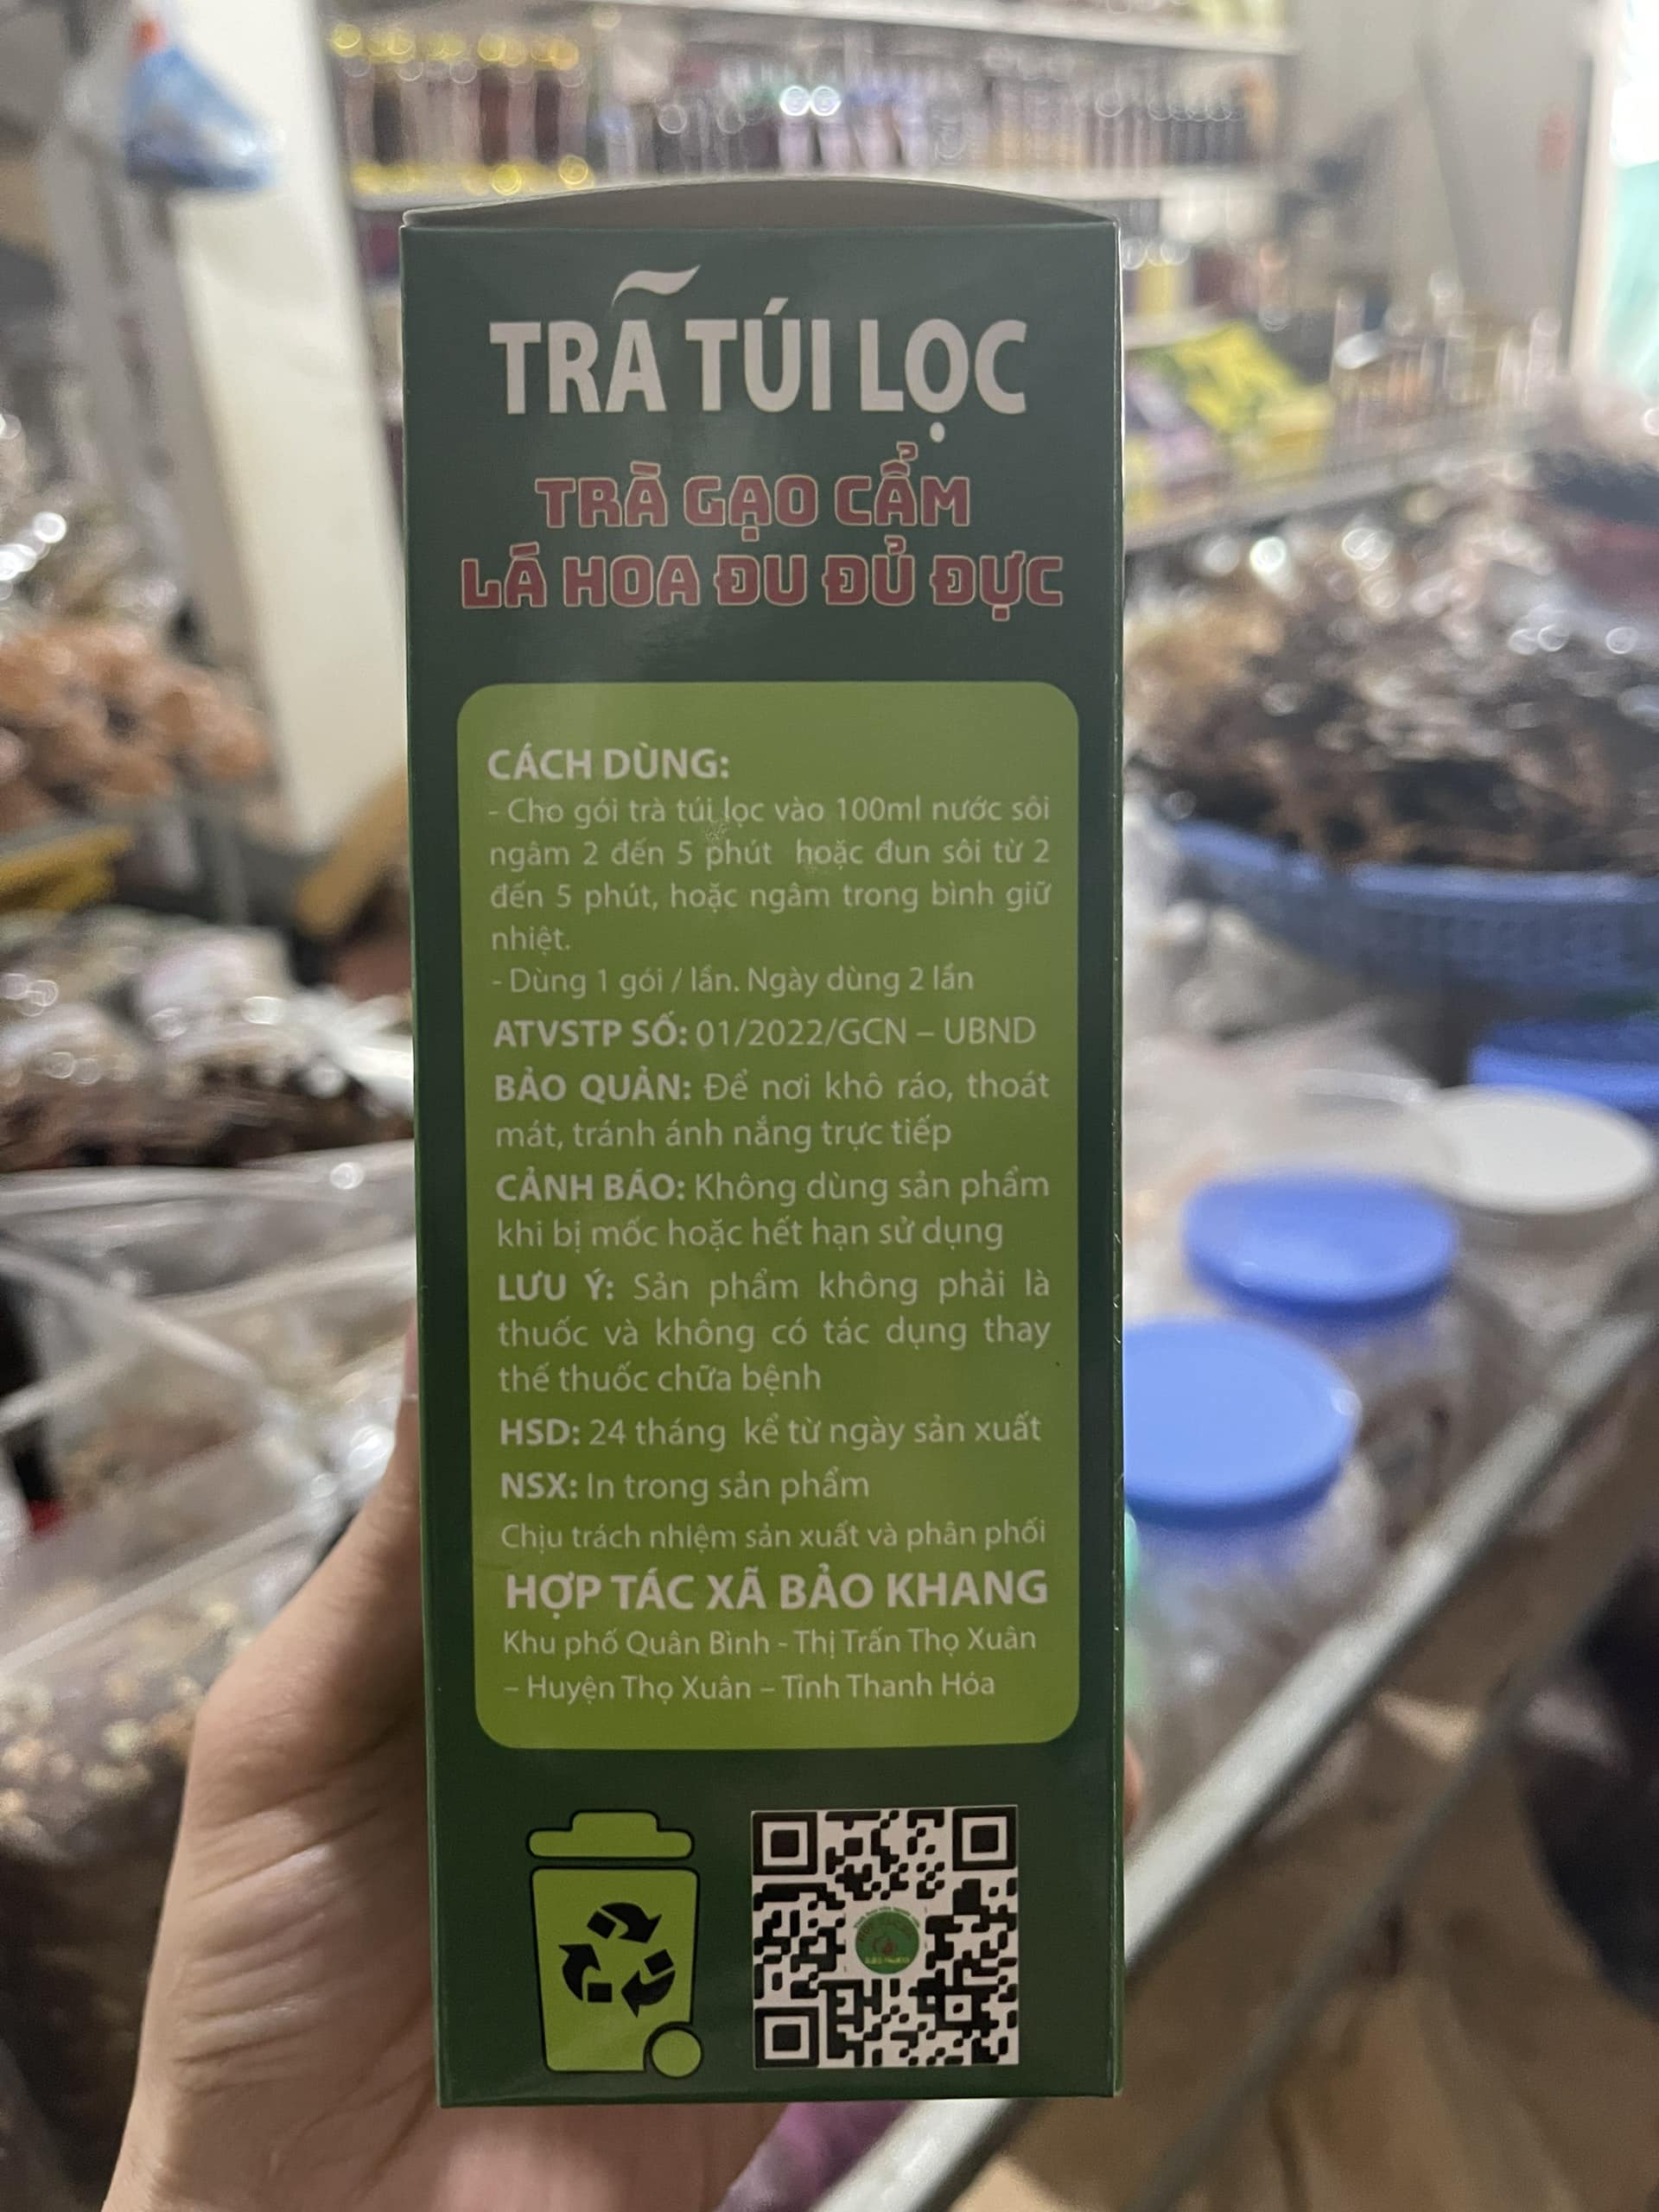 TRÃ TÚI LỌC
TRÀ GẠO CẨM
LÁ HOA ĐU ĐỦ ĐỰC
CÁCH DÙNG:
- Cho gói trà túi lọc vào 100ml nước sôi
ngâm 2 đến 5 phút hoặc đun sôi từ 2
đến 5 phút, hoặc ngâm trong bình giữ
nhiệt.
- Dùng 1 gói / lần. Ngày dùng 2 lần
ATVSTP SỐ: 01/2022/GCN – UBND
BẢO QUẢN: Để nơi khô ráo, thoát
mát, tránh ánh nắng trực tiếp
CẢNH BÁO: Không dùng sản phẩm
khi bị mốc hoặc hết hạn sử dụng
LƯU Ý: Sản phẩm không phải là
thuốc và không có tác dụng thay
thế thuốc chữa bệnh
HSD: 24 tháng kể từ ngày sản xuất
NSX: In trong sản phẩm
Chịu trách nhiệm sản xuất và phân phối
HỢP TÁC XÃ BẢO KHANG
Khu phố Quân Bình - Thị Trấn Thọ Xuân
– Huyện Thọ Xuân – Tỉnh Thanh Hóa